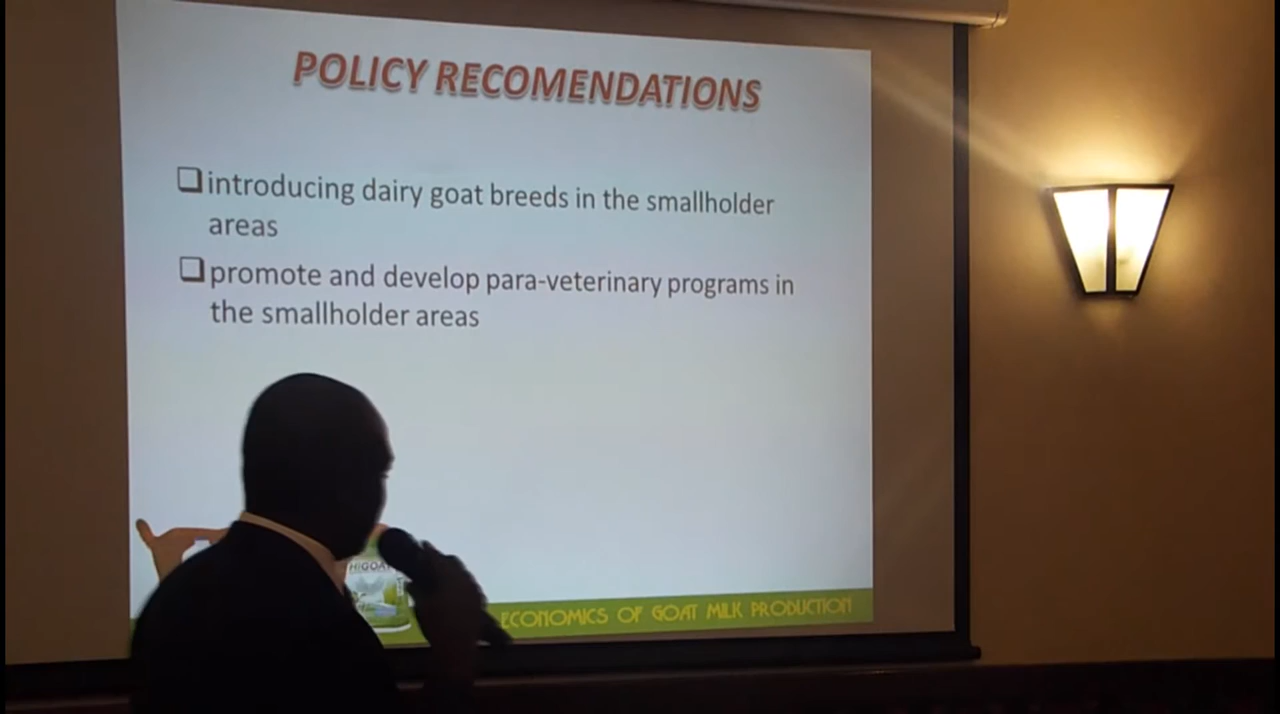 POLICY RECOMENDATIONS
introducing dairy goat breeds in the smallholder
areas
promote and develop para-veterinary programs in
the smallholder areas
HIGOAT
ECONOMICS OF GOAT MILK PRODUCTION